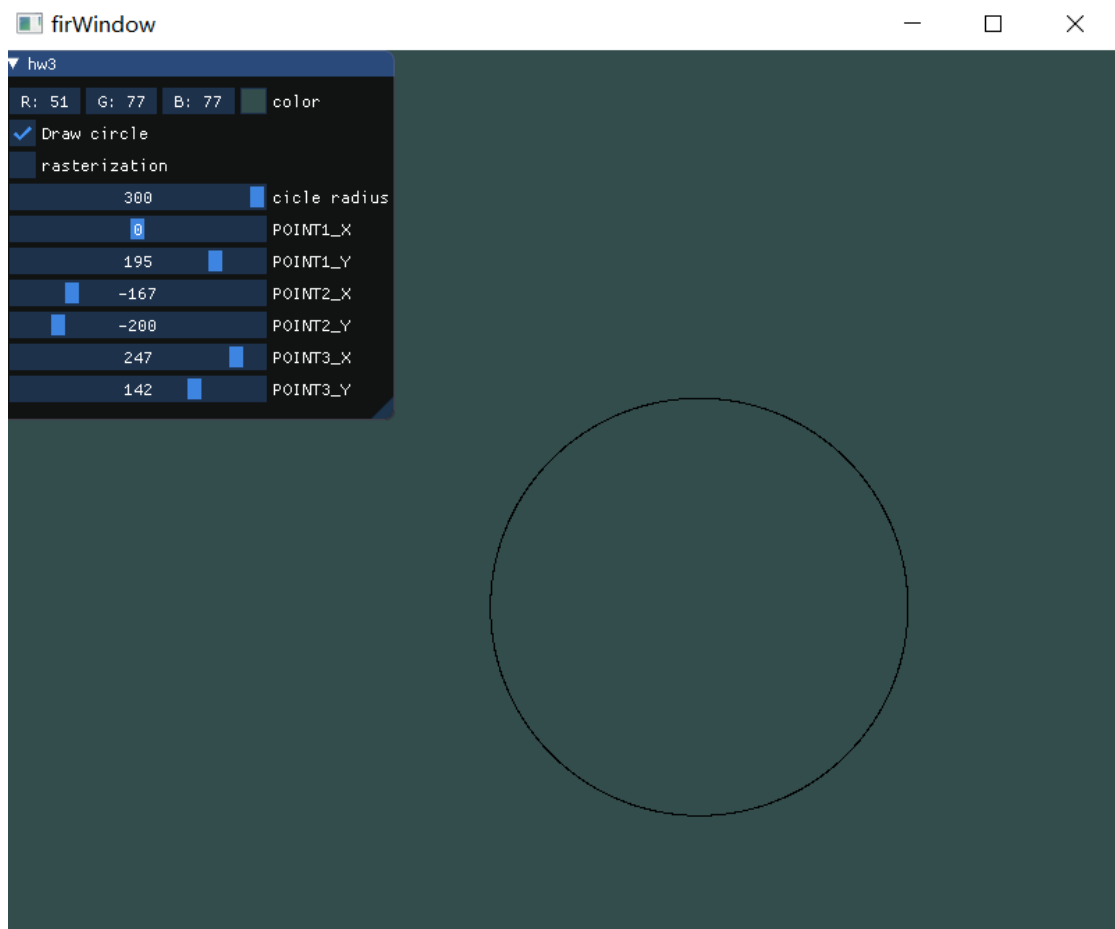 firWindow
hw3
R: 51 G: 77 B: 77 color
Draw circle
rasterization
300 cicle radius
0 POINT1_X
195 POINT1_Y
-167 POINT2_X
-200 POINT2_Y
247 POINT3_X
142 POINT3_Y